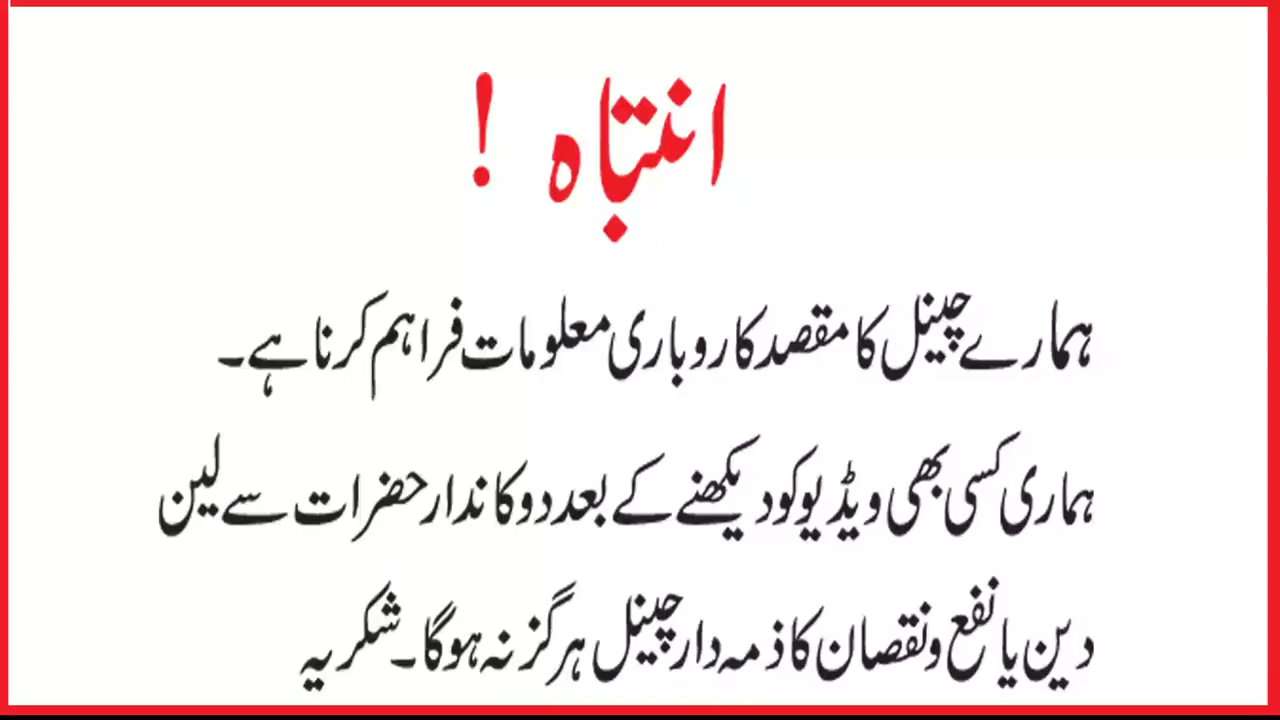 انتباہ !
ہمارے چینل کا مقصد کاروباری معلومات فراہم کرنا ہے۔
ہماری کسی بھی ویڈیو کو دیکھنے کے بعد دوکاندار حضرات سے لین
دین یا نفع و نقصان کا ذمہ دار چینل ہرگز نہ ہوگا۔ شکریہ